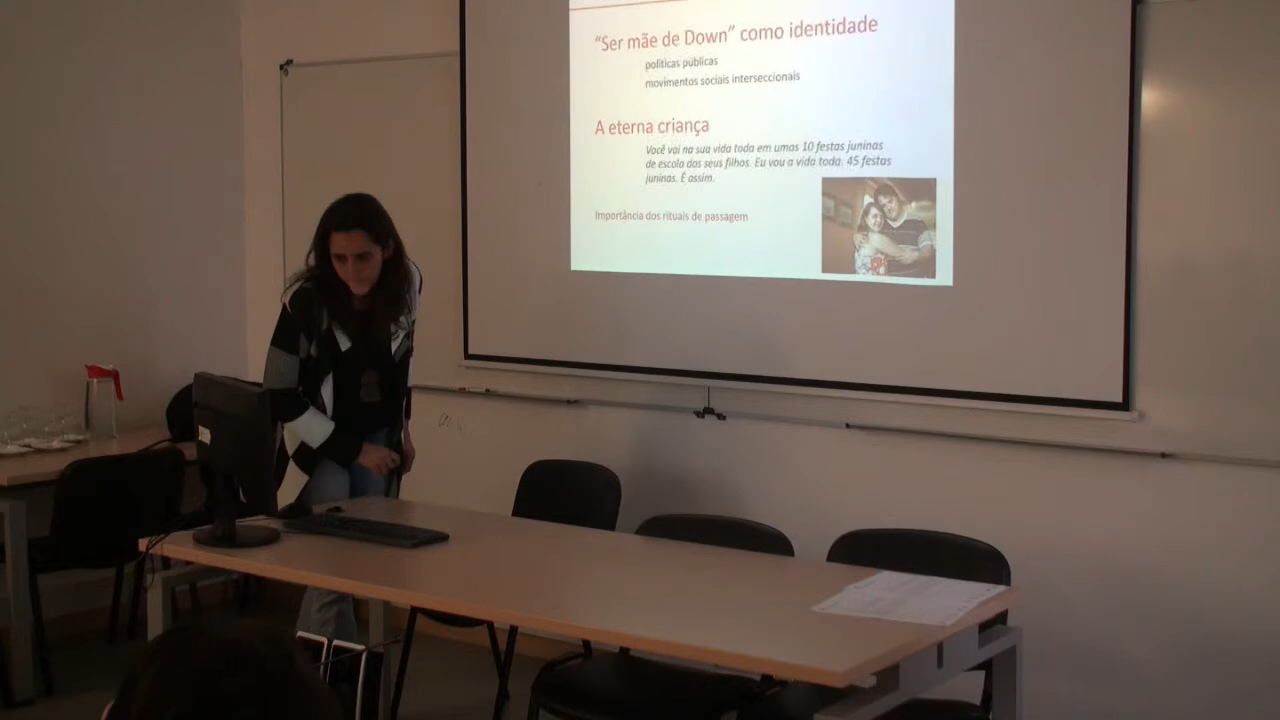 “Ser mãe de Down” como identidade
políticas públicas
movimentos sociais interseccionais
A eterna criança
Você vai na sua vida toda em umas 10 festas juninas
de escola dos seus filhos. Eu vou a vida toda. 45 festas
juninas. É assim.
Importância dos rituais de passagem